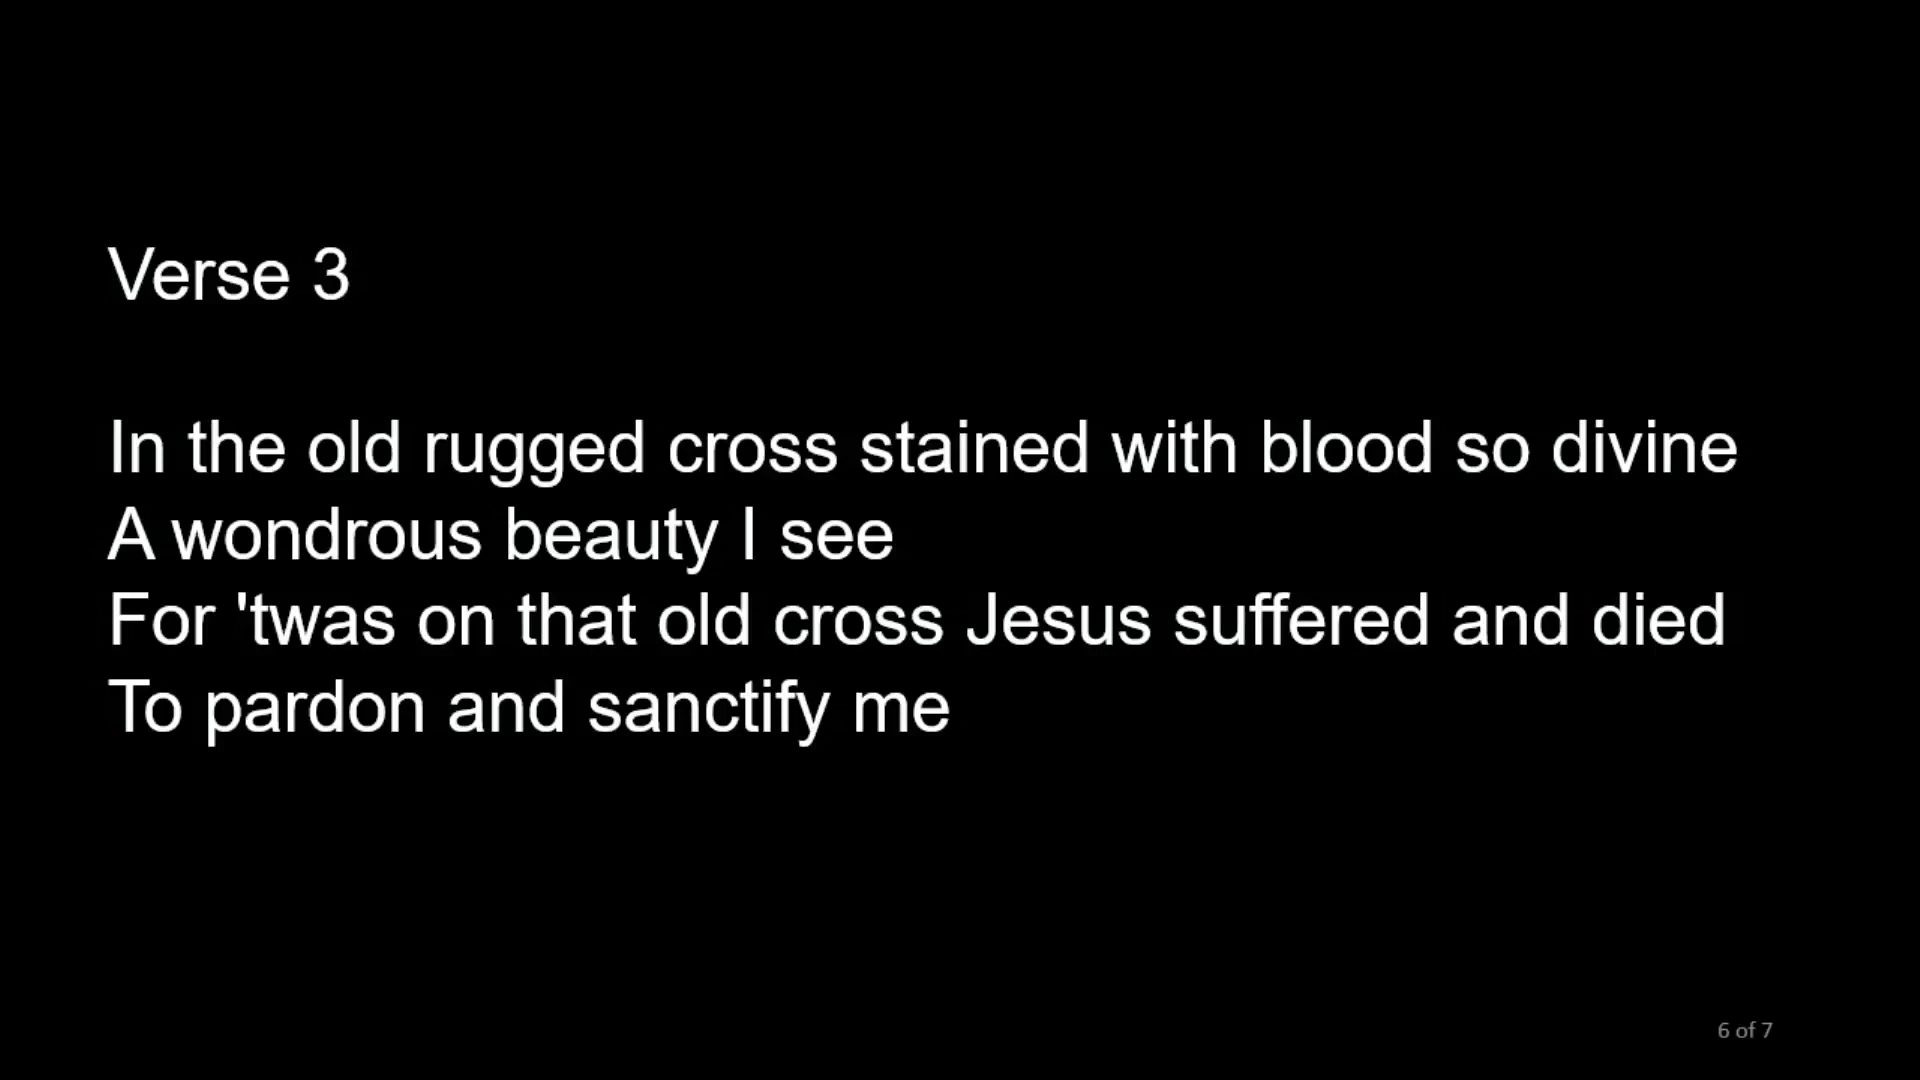 Verse 3
In the old rugged cross stained with blood so divine
A wondrous beauty I see
For 'twas on that old cross Jesus suffered and died
To pardon and sanctify me
6 of 7